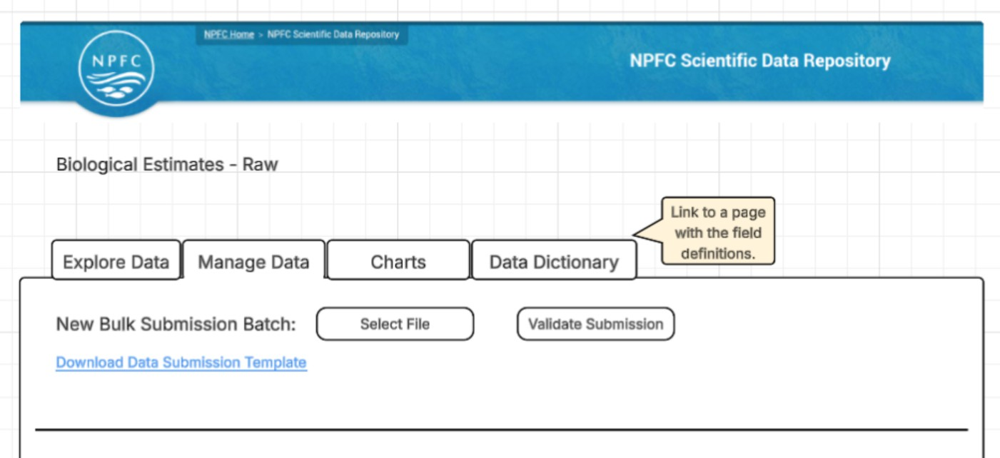 NPFC Home > NPFC Scientific Data Repository
NPFC
NPFC Scientific Data Repository
Biological Estimates - Raw
Link to a page
with the field
definitions.
Explore Data
Manage Data
Charts
Data Dictionary
New Bulk Submission Batch:
Select File
Validate Submission
Download Data Submission Template